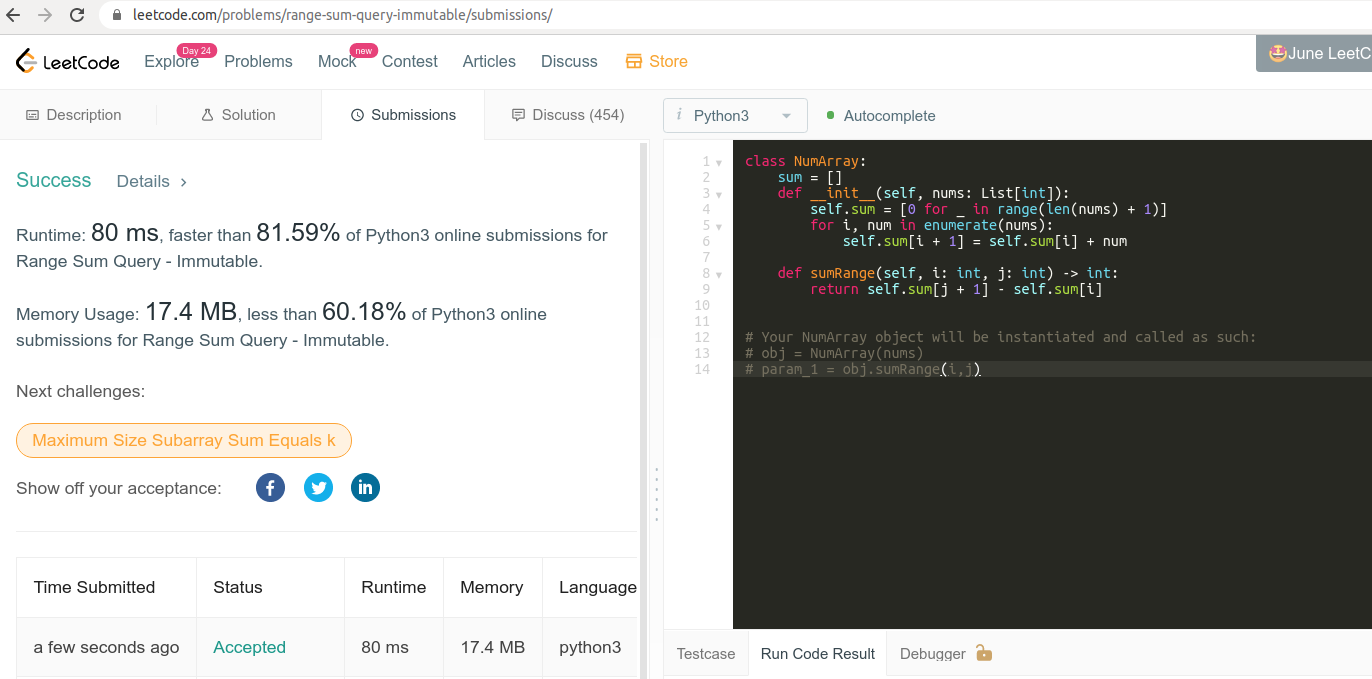 leetcode.com/problems/range-sum-query-immutable/submissions/
LeetCode Explore Day 24 Problems Mock new Contest Articles Discuss Store June LeetC
Description Solution Submissions Discuss (454) i Python3 Autocomplete
Success Details >
Runtime: 80 ms, faster than 81.59% of Python3 online submissions for
Range Sum Query - Immutable.
Memory Usage: 17.4 MB, less than 60.18% of Python3 online
submissions for Range Sum Query - Immutable.
Next challenges:
Maximum Size Subarray Sum Equals k
Show off your acceptance: f in
Time Submitted Status Runtime Memory Language
a few seconds ago Accepted 80 ms 17.4 MB python3
1 class NumArray:
2     sum = []
3     def __init__(self, nums: List[int]):
4         self.sum = [0 for _ in range(len(nums) + 1)]
5         for i, num in enumerate(nums):
6             self.sum[i + 1] = self.sum[i] + num
7
8     def sumRange(self, i: int, j: int) -> int:
9         return self.sum[j + 1] - self.sum[i]
10
11
12 # Your NumArray object will be instantiated and called as such:
13 # obj = NumArray(nums)
14 # param_1 = obj.sumRange(i,j)
Testcase Run Code Result Debugger